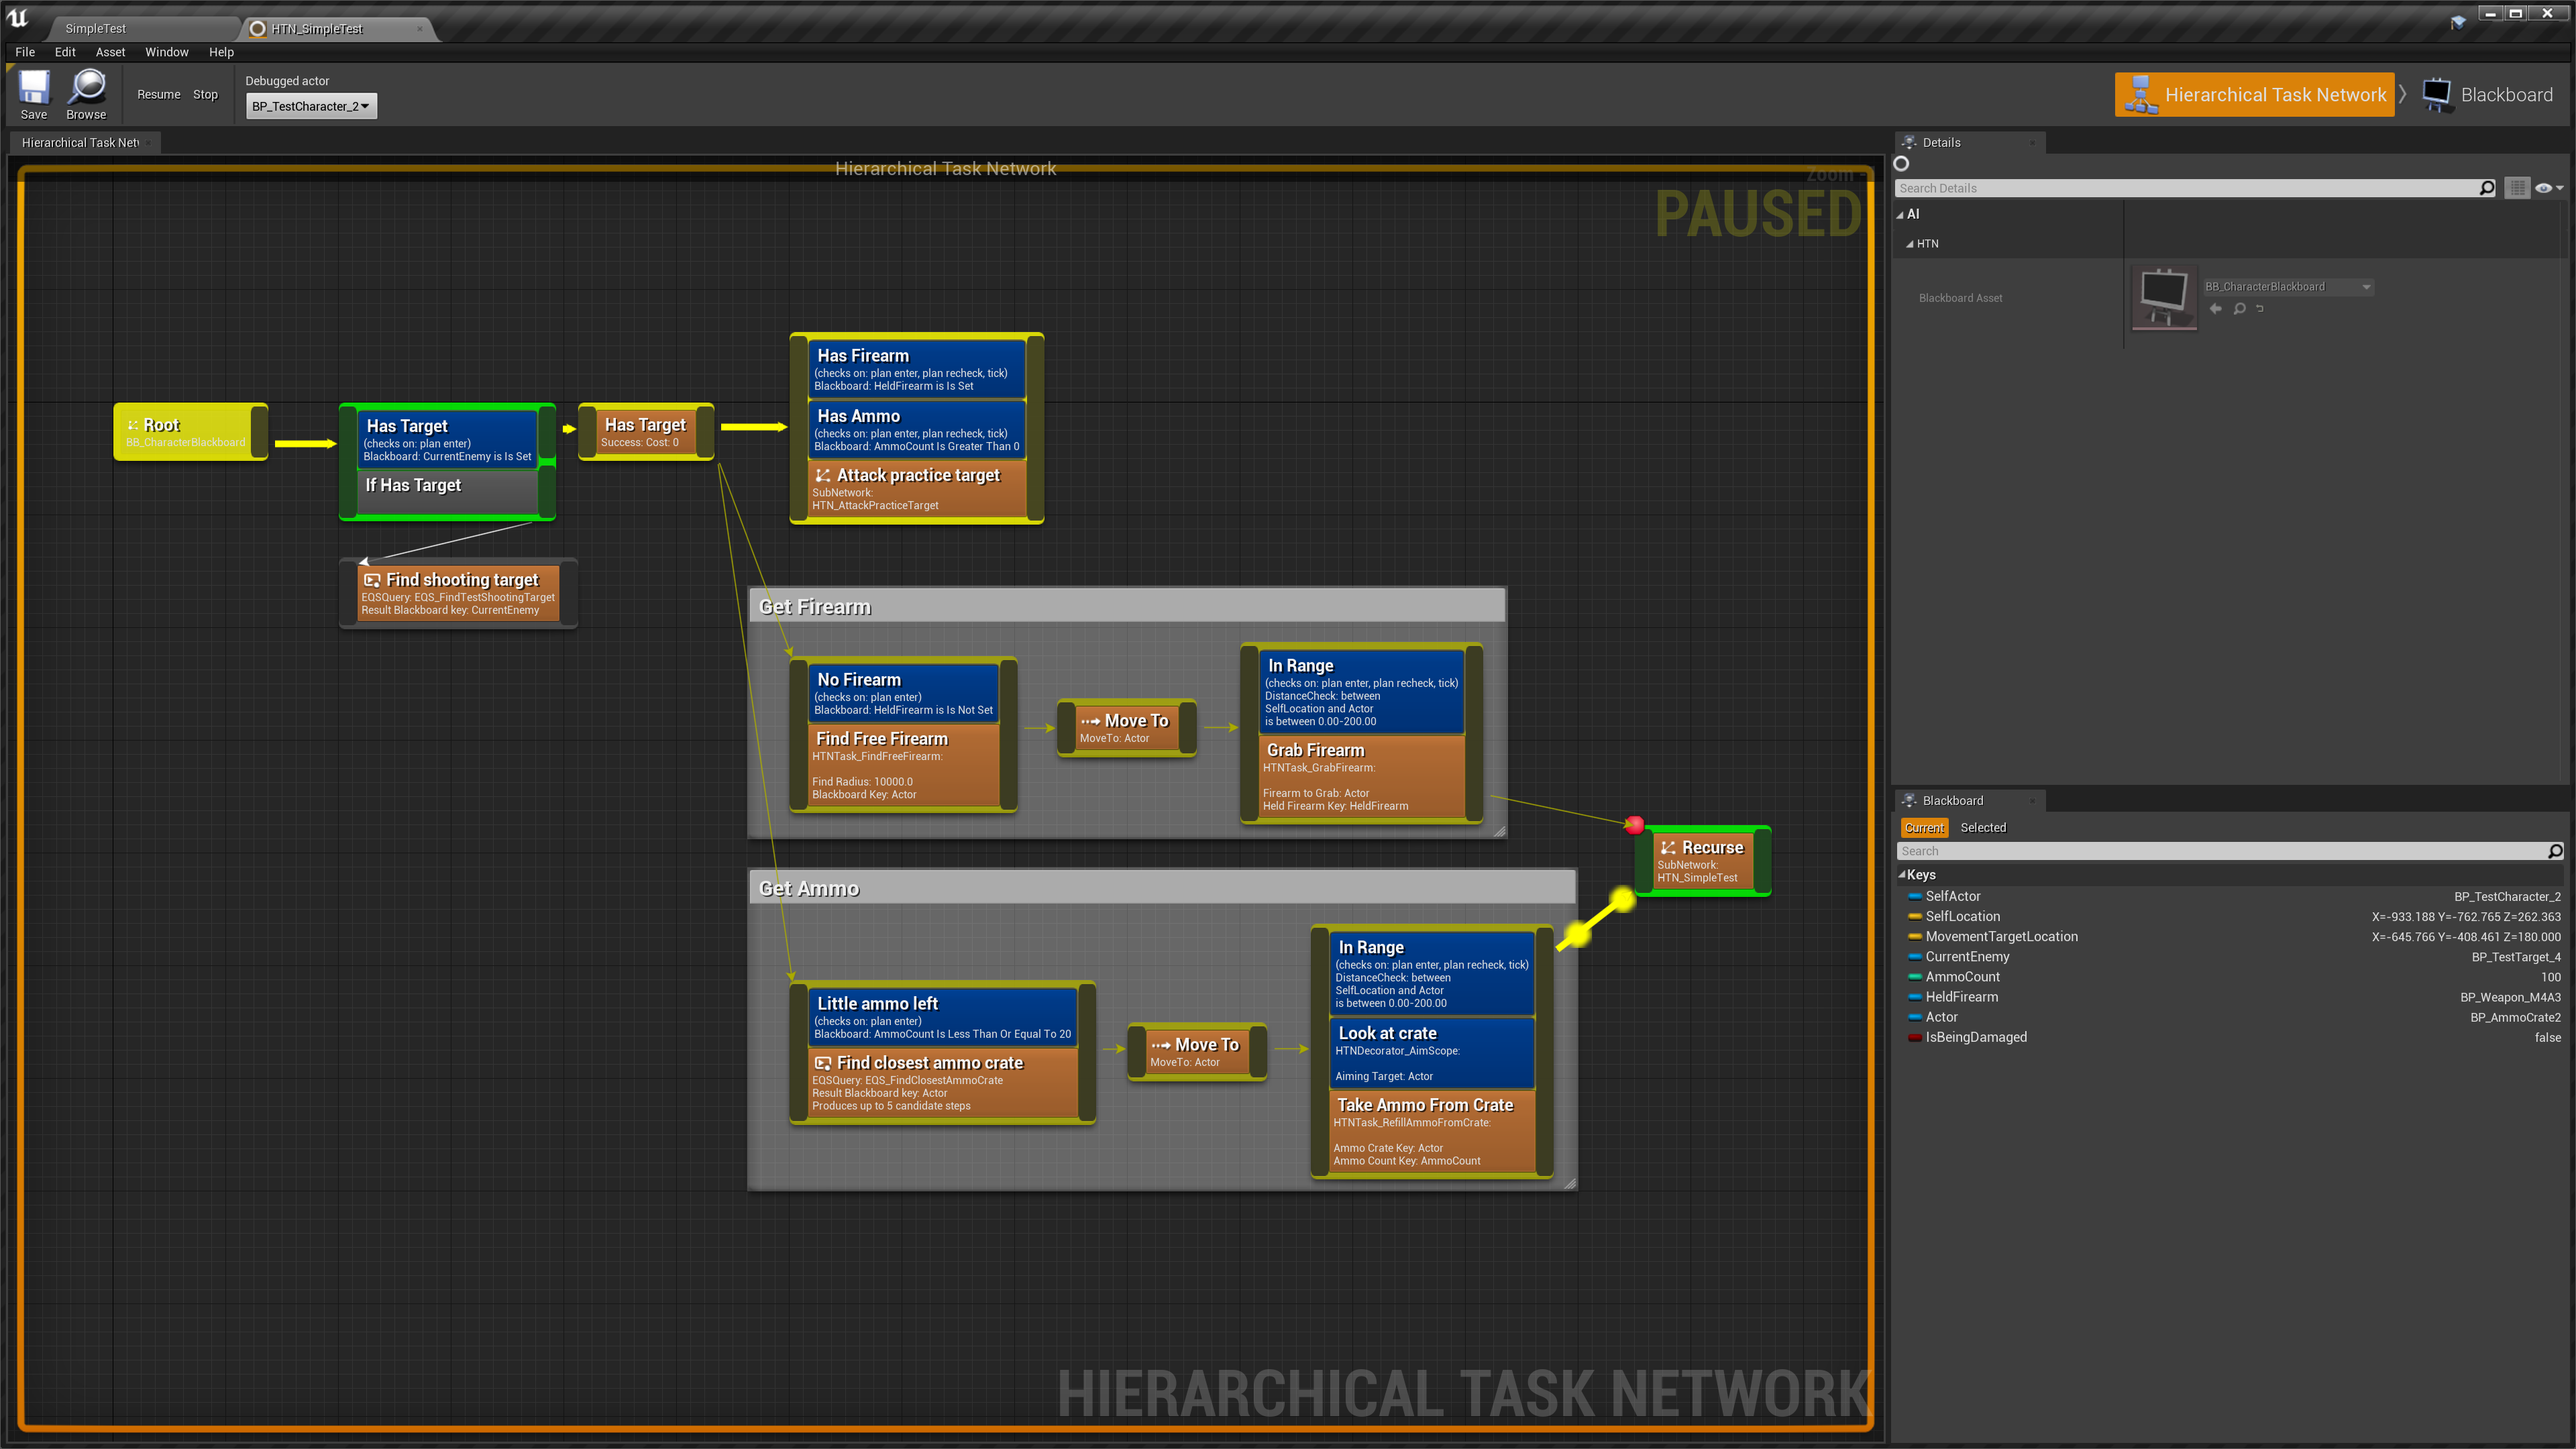 SimpleTest
HTN_SimpleTest
File Edit Asset Window Help
Save
Browse
Resume Stop
Debugged actor
BP_TestCharacter_2
Hierarchical Task Network
Blackboard
Hierarchical Task Net
Hierarchical Task Network
Zoom -
PAUSED
Root
BB_CharacterBlackboard
Has Target
(checks on: plan enter)
Blackboard: CurrentEnemy is Is Set
If Has Target
Has Target
Success: Cost: 0
Has Firearm
(checks on: plan enter, plan recheck, tick)
Blackboard: HeldFirearm is Is Set
Has Ammo
(checks on: plan enter, plan recheck, tick)
Blackboard: AmmoCount Is Greater Than 0
Attack practice target
SubNetwork:
HTN_AttackPracticeTarget
Find shooting target
EQSQuery: EQS_FindTestShootingTarget
Result Blackboard key: CurrentEnemy
Get Firearm
No Firearm
(checks on: plan enter)
Blackboard: HeldFirearm is Is Not Set
Find Free Firearm
HTNTask_FindFreeFirearm:
Find Radius: 10000.0
Blackboard Key: Actor
Move To
MoveTo: Actor
In Range
(checks on: plan enter, plan recheck, tick)
DistanceCheck: between
SelfLocation and Actor
is between 0.00-200.00
Grab Firearm
HTNTask_GrabFirearm:
Firearm to Grab: Actor
Held Firearm Key: HeldFirearm
Recurse
SubNetwork:
HTN_SimpleTest
Get Ammo
Little ammo left
(checks on: plan enter)
Blackboard: AmmoCount Is Less Than Or Equal To 20
Find closest ammo crate
EQSQuery: EQS_FindClosestAmmoCrate
Result Blackboard key: Actor
Produces up to 5 candidate steps
Move To
MoveTo: Actor
In Range
(checks on: plan enter, plan recheck, tick)
DistanceCheck: between
SelfLocation and Actor
is between 0.00-200.00
Look at crate
HTNDecorator_AimScope:
Aiming Target: Actor
Take Ammo From Crate
HTNTask_RefillAmmoFromCrate:
Ammo Crate Key: Actor
Ammo Count Key: AmmoCount
HIERARCHICAL TASK NETWORK
Details
Search Details
AI
HTN
Blackboard Asset
BB_CharacterBlackboard
Blackboard
Current Selected
Search
Keys
SelfActor BP_TestCharacter_2
SelfLocation X=-933.188 Y=-762.765 Z=262.363
MovementTargetLocation X=-645.766 Y=-408.461 Z=180.000
CurrentEnemy BP_TestTarget_4
AmmoCount 100
HeldFirearm BP_Weapon_M4A3
Actor BP_AmmoCrate2
IsBeingDamaged false